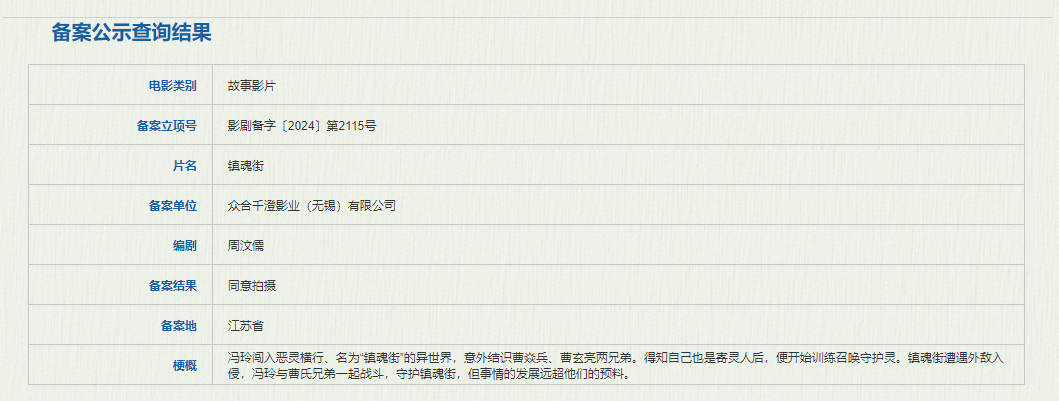 备案公示查询结果
电影类别 故事影片
备案立项号 影剧备字〔2024〕第2115号
片名 镇魂街
备案单位 众合千澄影业（无锡）有限公司
编剧 周汶儒
备案结果 同意拍摄
备案地 江苏省
梗概 冯玲闯入恶灵横行、名为“镇魂街”的异世界，意外结识曹焱兵、曹玄亮两兄弟。得知自己也是寄灵人后，便开始训练召唤守护灵。镇魂街遭遇外敌入
侵，冯玲与曹氏兄弟一起战斗，守护镇魂街，但事情的发展远超他们的预料。